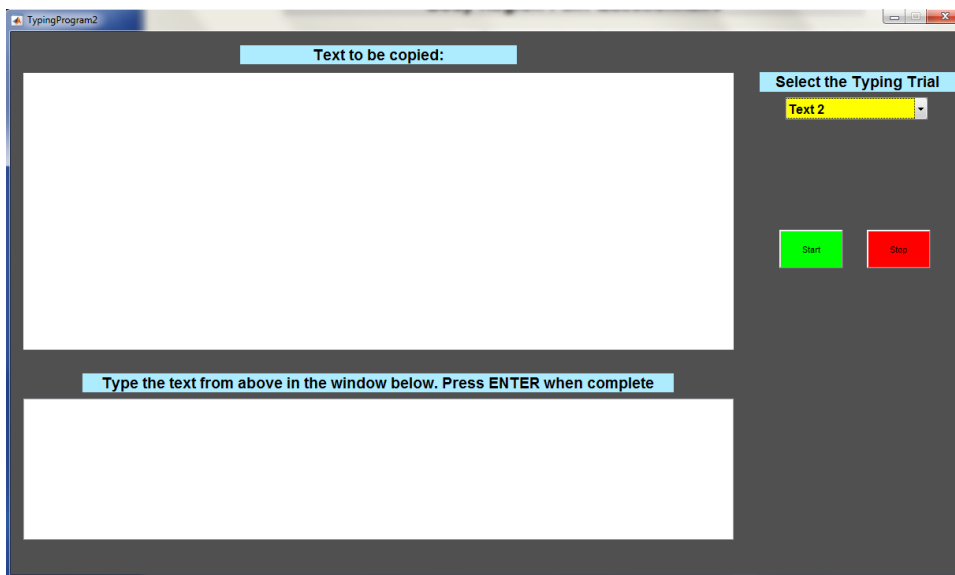 TypingProgram2
Text to be copied:
Select the Typing Trial
Text 2
Start
Stop
Type the text from above in the window below. Press ENTER when complete